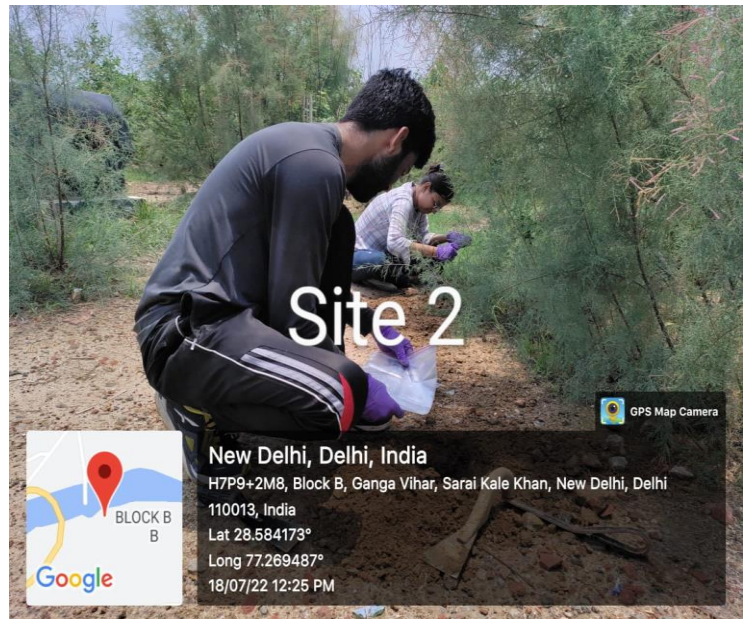 Site 2
GPS Map Camera
New Delhi, Delhi, India
H7P9+2M8, Block B, Ganga Vihar, Sarai Kale Khan, New Delhi, Delhi
110013, India
Lat 28.584173°
Long 77.269487°
18/07/22 12:25 PM
BLOCK B
B
Google